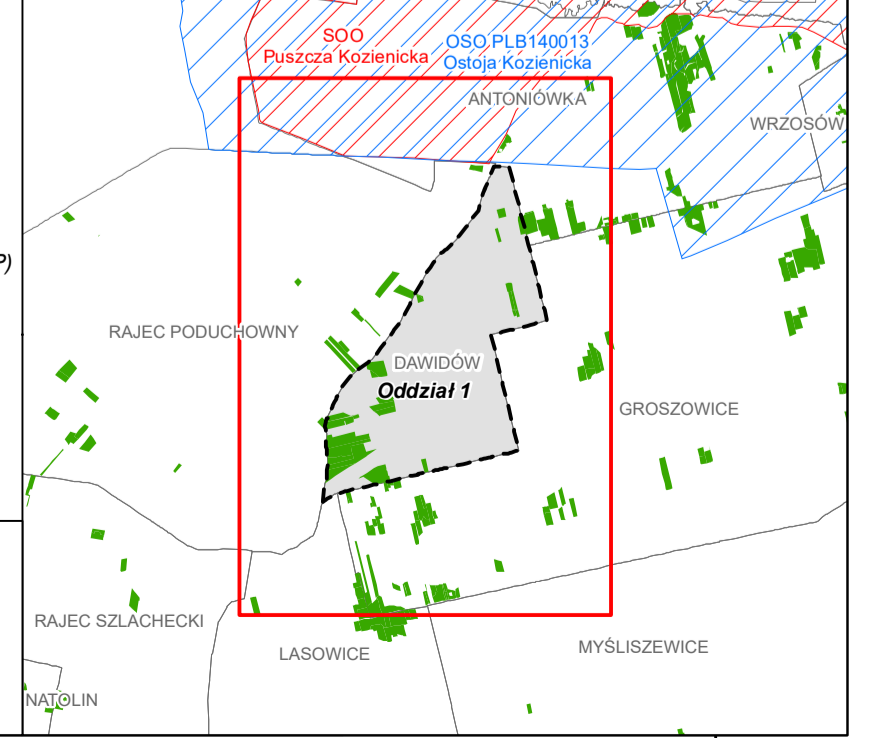 SOO
Puszcza Kozienicka
OSO PLB140013
Ostoja Kozienicka
ANTONIÓWKA
WRZOSÓW
P)
RAJEC PODUCHOWNY
DAWIDÓW
Oddział 1
GROSZOWICE
RAJEC SZLACHECKI
LASOWICE
MYŚLISZEWICE
NATOLIN